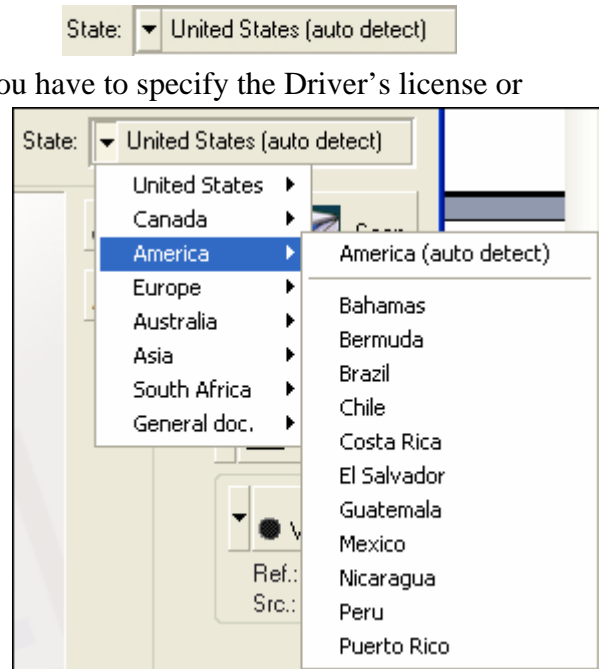 State: United States (auto detect)
ou have to specify the Driver's license or
State: United States (auto detect)
United States
Canada
America
Europe
Australia
Asia
South Africa
General doc.
America (auto detect)
Bahamas
Bermuda
Brazil
Chile
Costa Rica
El Salvador
Guatemala
Mexico
Nicaragua
Peru
Puerto Rico
Ref.:
Src.: